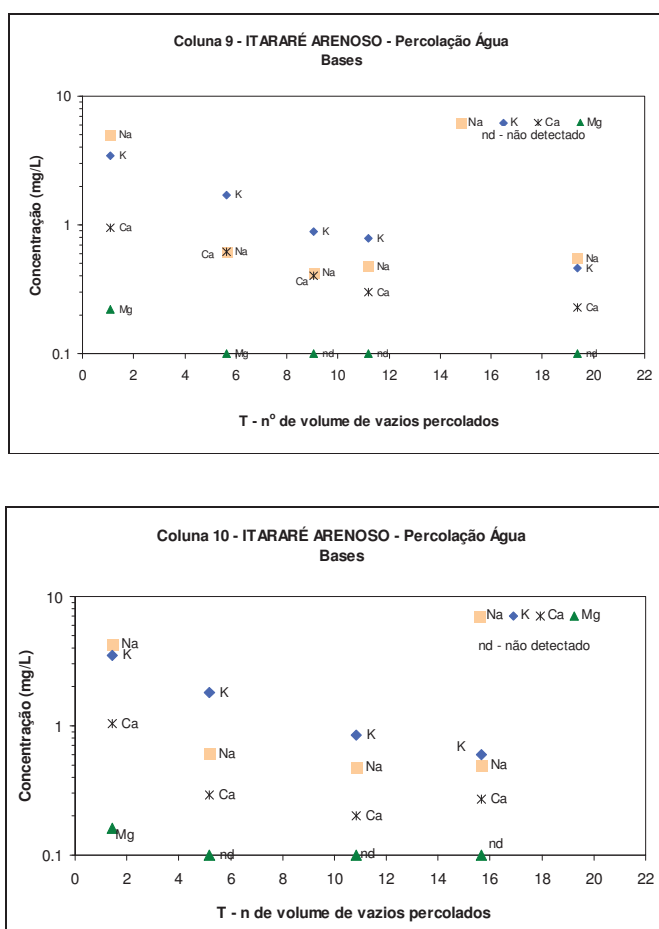 Coluna 9 - ITARARÉ ARENOSO - Percolação Água
Bases
Concentração (mg/L)
10
1
0.1
Na K Ca Mg
nd - não detectado
Na
K
Ca
Mg
K
Ca Na
Mg
K
Na
Ca
nd
K
Na
Ca
nd
Na
K
Ca
nd
0 2 4 6 8 10 12 14 16 18 20 22
T - nº de volume de vazios percolados
Coluna 10 - ITARARÉ ARENOSO - Percolação Água
Bases
Concentração (mg/L)
10
1
0.1
Na K Ca Mg
nd - não detectado
Na
K
Ca
Mg
K
Na
Ca
nd
K
Na
Ca
nd
K
Na
Ca
nd
0 2 4 6 8 10 12 14 16 18 20 22
T - n de volume de vazios percolados